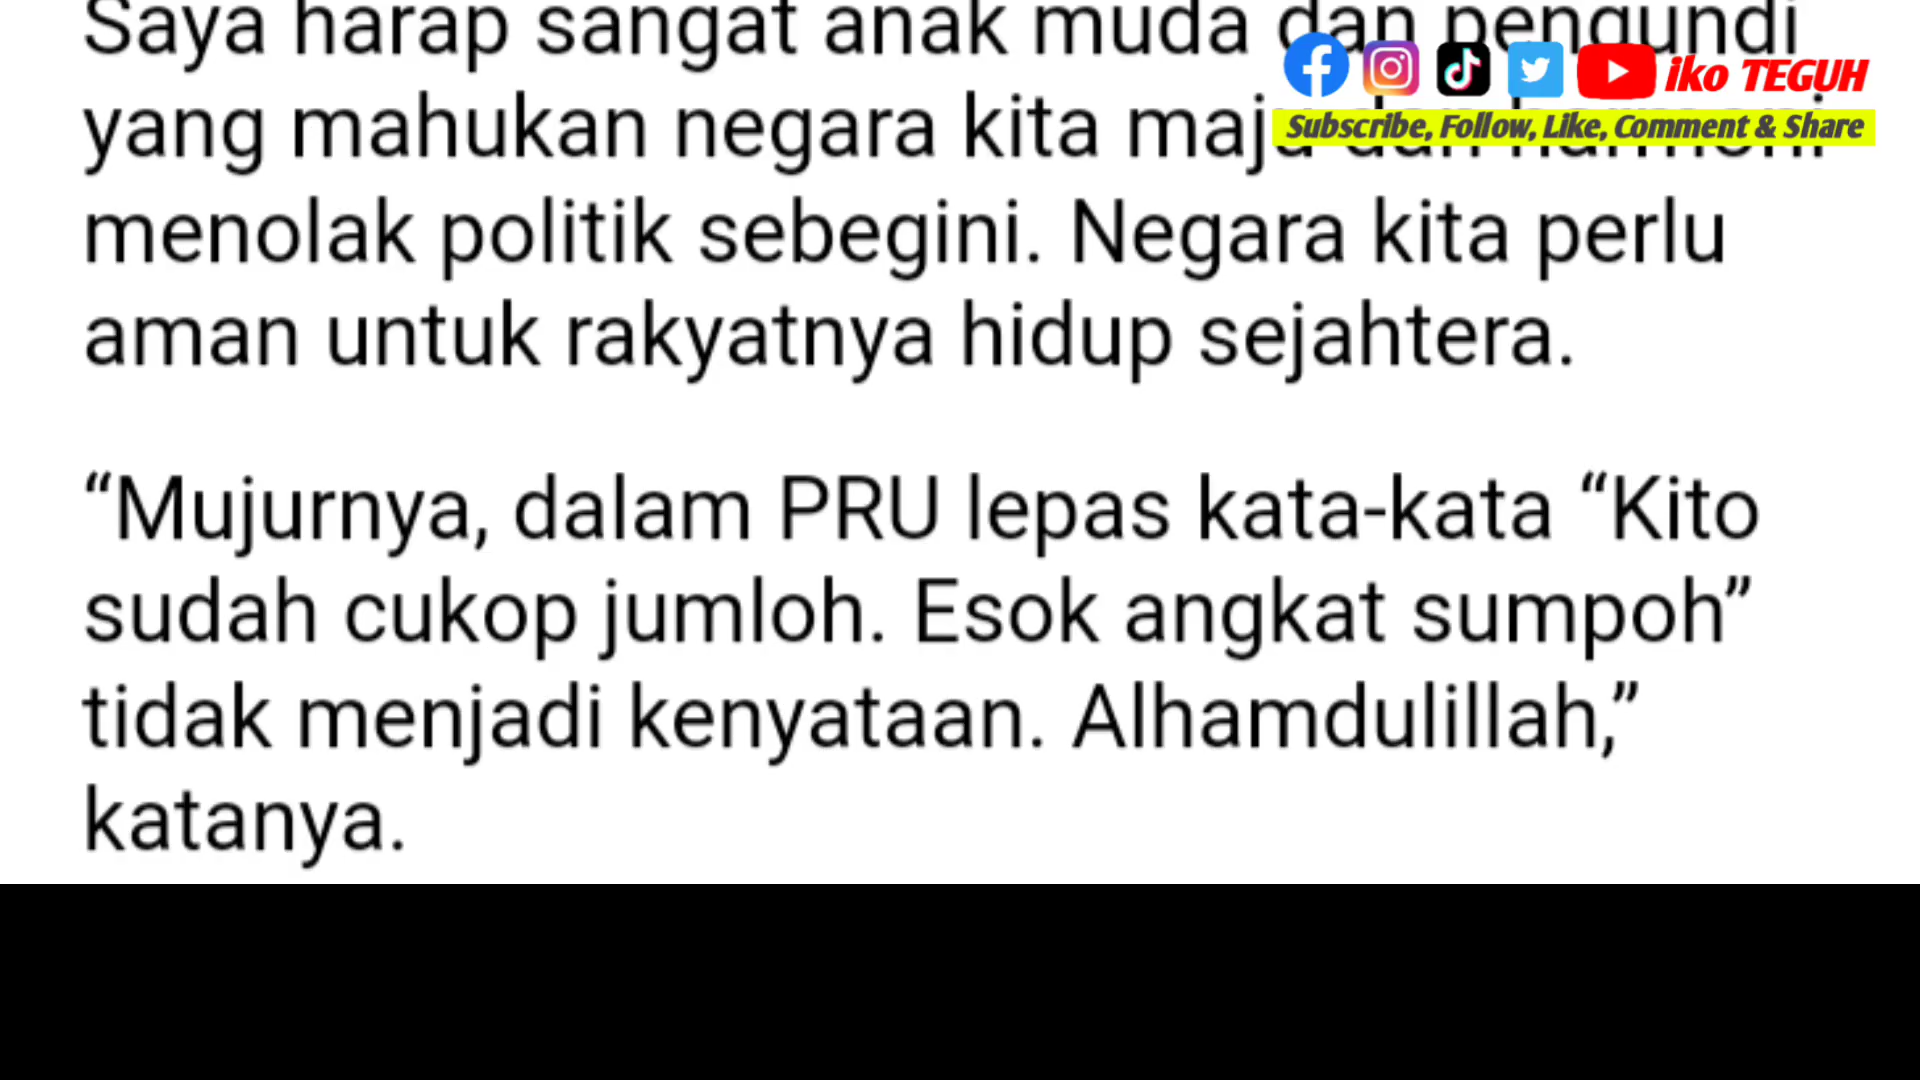 Saya harap sangat anak muda dan pengundi
yang mahukan negara kita maju dan harmoni
menolak politik sebegini. Negara kita perlu
aman untuk rakyatnya hidup sejahtera.
“Mujurnya, dalam PRU lepas kata-kata “Kito
sudah cukop jumloh. Esok angkat sumpoh”
tidak menjadi kenyataan. Alhamdulillah,”
katanya.
iko TEGUH
Subscribe, Follow, Like, Comment & Share